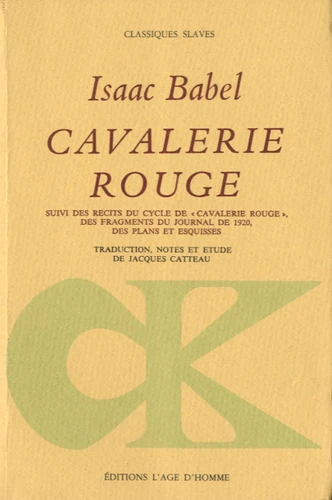 CLASSIQUES SLAVES
Isaac Babel
CAVALERIE
ROUGE
SUIVI DES RECITS DU CYCLE DE « CAVALERIE ROUGE »,
DES FRAGMENTS DU JOURNAL DE 1920,
DES PLANS ET ESQUISSES
TRADUCTION, NOTES ET ETUDE
DE JACQUES CATTEAU
CK
ÉDITIONS L'AGE D'HOMME